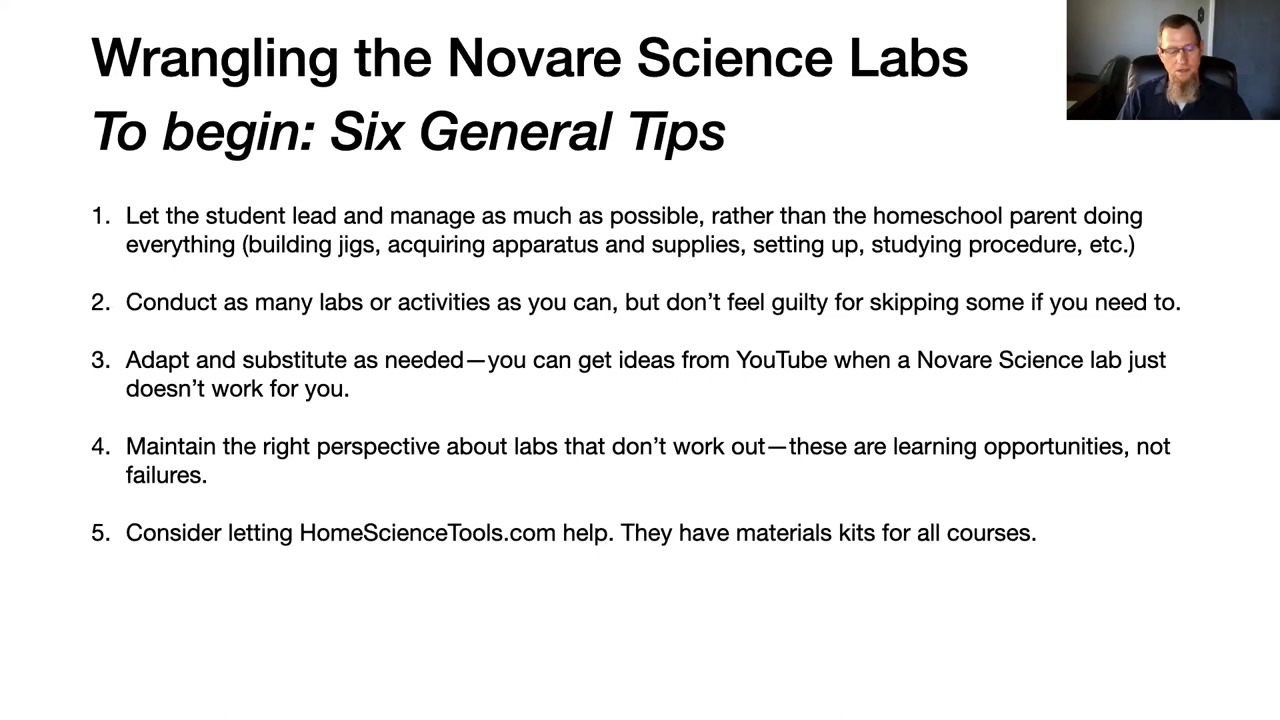 Wrangling the Novare Science Labs
To begin: Six General Tips
1. Let the student lead and manage as much as possible, rather than the homeschool parent doing
everything (building jigs, acquiring apparatus and supplies, setting up, studying procedure, etc.)
2. Conduct as many labs or activities as you can, but don’t feel guilty for skipping some if you need to.
3. Adapt and substitute as needed—you can get ideas from YouTube when a Novare Science lab just
doesn’t work for you.
4. Maintain the right perspective about labs that don’t work out—these are learning opportunities, not
failures.
5. Consider letting HomeScienceTools.com help. They have materials kits for all courses.